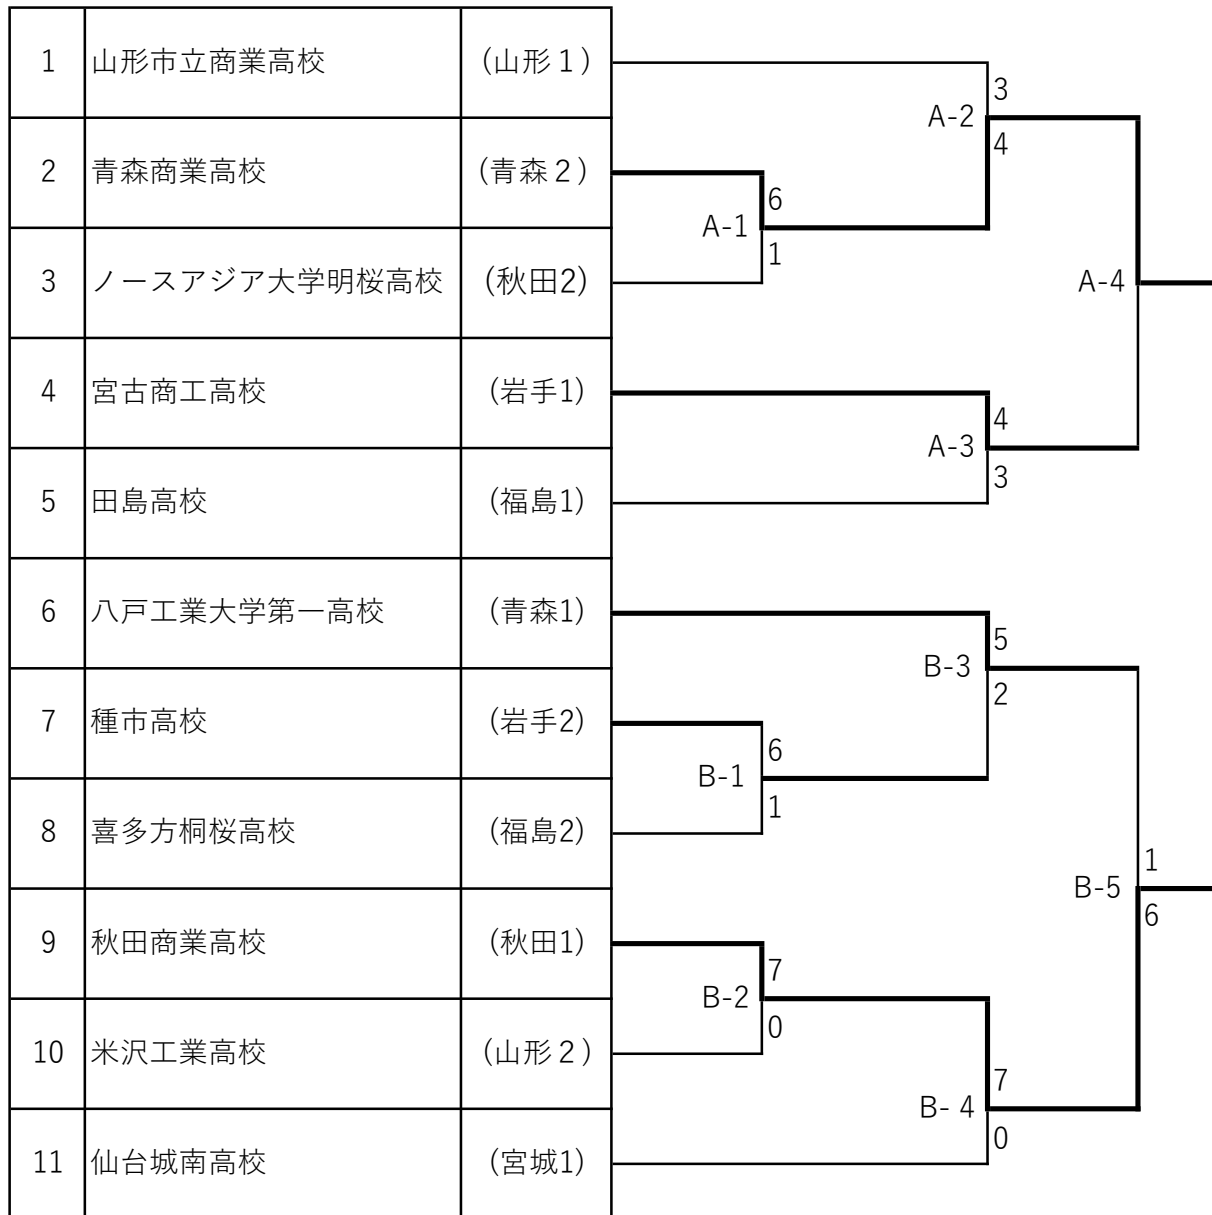 1 山形市立商業高校 (山形１)
2 青森商業高校 (青森２)
3 ノースアジア大学明桜高校 (秋田2)
4 宮古商工高校 (岩手1)
5 田島高校 (福島1)
6 八戸工業大学第一高校 (青森1)
7 種市高校 (岩手2)
8 喜多方桐桜高校 (福島2)
9 秋田商業高校 (秋田1)
10 米沢工業高校 (山形２)
11 仙台城南高校 (宮城1)
3
A-2
4
6
A-1
1
A-4
4
A-3
3
5
B-3
2
6
B-1
1
1
B-5
6
7
B-2
0
7
B- 4
0